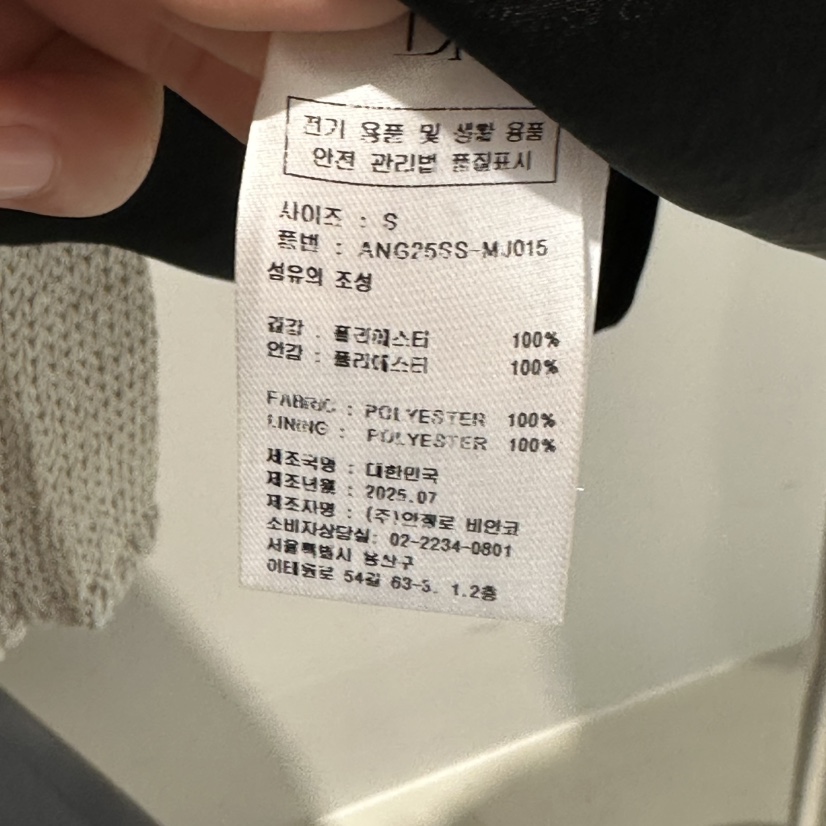 전기 용품 및 생활 용품
안전 관리법 품질표시
사이즈 : S
품번 : ANG25SS-MJ015
섬유의 조성
겉감 : 폴리에스터 100%
안감 : 폴리에스터 100%
FABRIC : POLYESTER 100%
LINING : POLYESTER 100%
제조국명 : 대한민국
제조년월 : 2025.07
제조자명 : (주)안젤로 비안코
소비자상담실: 02-2234-0801
서울특별시 용산구
이태원로 54길 63-3. 1.2층